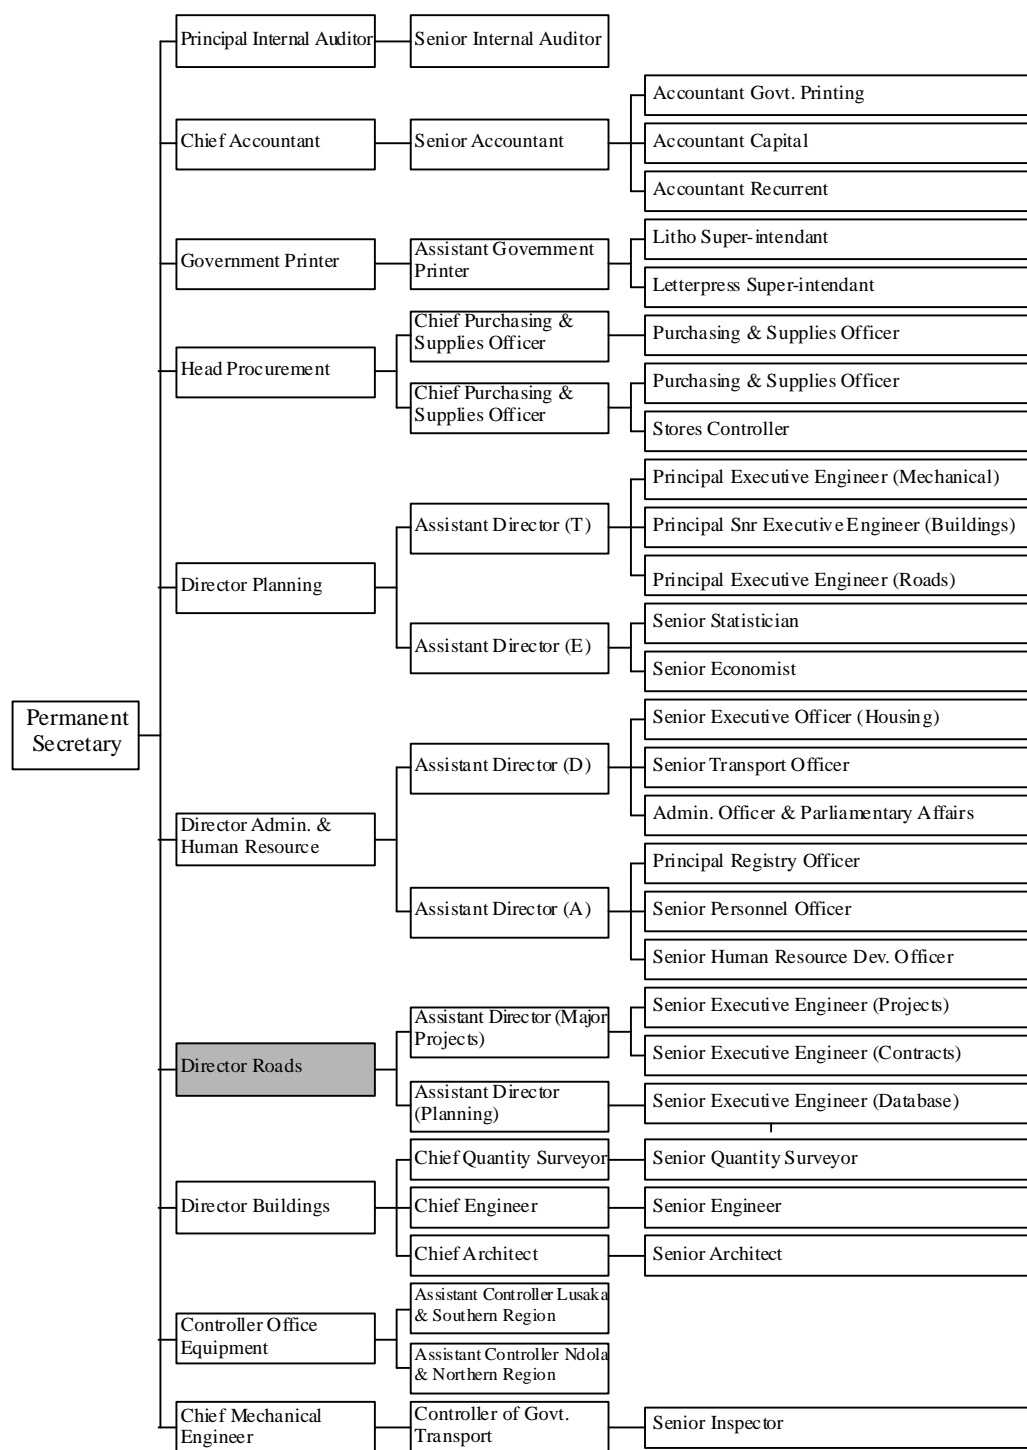 Principal Internal Auditor
Senior Internal Auditor
Chief Accountant
Senior Accountant
Accountant Govt. Printing
Accountant Capital
Accountant Recurrent
Government Printer
Assistant Government
Printer
Litho Super-intendant
Letterpress Super-intendant
Head Procurement
Chief Purchasing &
Supplies Officer
Purchasing & Supplies Officer
Chief Purchasing &
Supplies Officer
Purchasing & Supplies Officer
Stores Controller
Director Planning
Assistant Director (T)
Principal Executive Engineer (Mechanical)
Principal Snr Executive Engineer (Buildings)
Principal Executive Engineer (Roads)
Assistant Director (E)
Senior Statistician
Senior Economist
Permanent
Secretary
Director Admin. &
Human Resource
Assistant Director (D)
Senior Executive Officer (Housing)
Senior Transport Officer
Admin. Officer & Parliamentary Affairs
Assistant Director (A)
Principal Registry Officer
Senior Personnel Officer
Senior Human Resource Dev. Officer
Director Roads
Assistant Director (Major
Projects)
Senior Executive Engineer (Projects)
Senior Executive Engineer (Contracts)
Assistant Director
(Planning)
Senior Executive Engineer (Database)
Director Buildings
Chief Quantity Surveyor
Senior Quantity Surveyor
Chief Engineer
Senior Engineer
Chief Architect
Senior Architect
Controller Office
Equipment
Assistant Controller Lusaka
& Southern Region
Assistant Controller Ndola
& Northern Region
Chief Mechanical
Engineer
Controller of Govt.
Transport
Senior Inspector